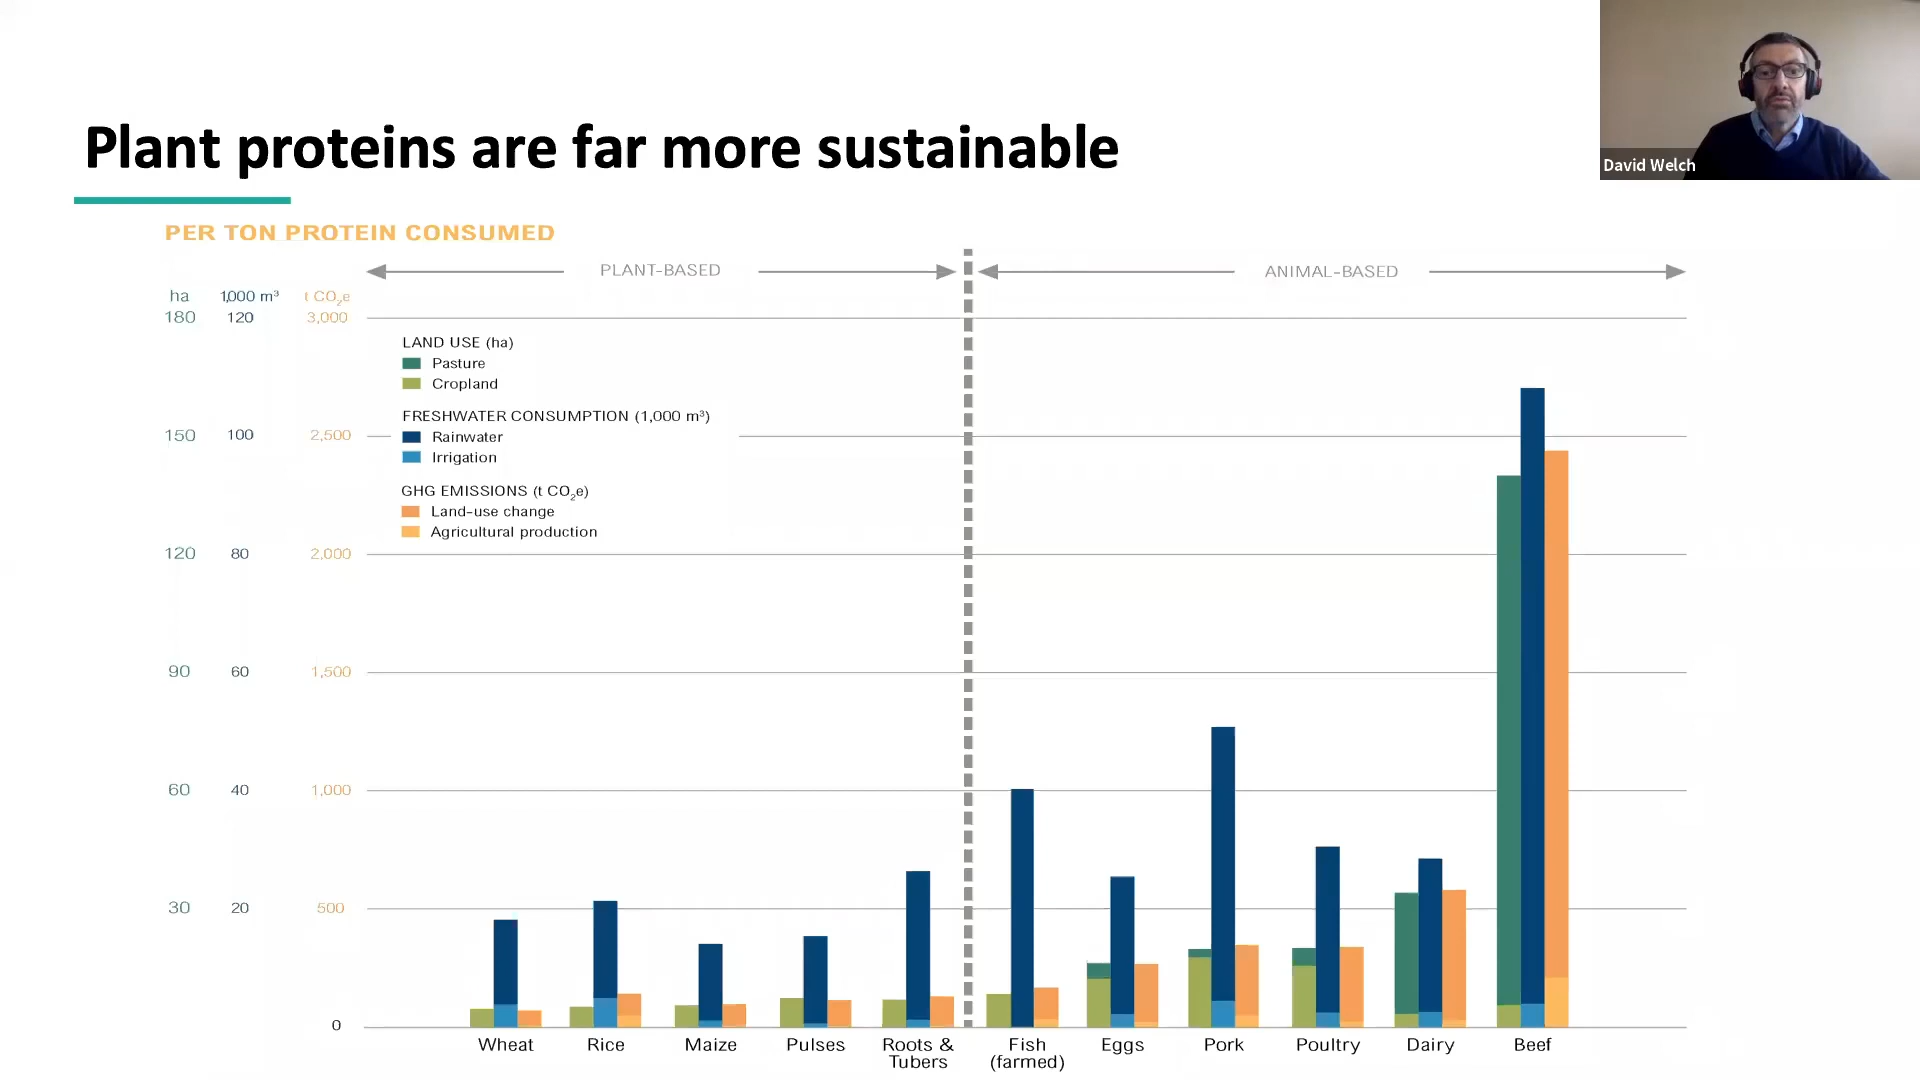 David Welch
Plant proteins are far more sustainable
PER TON PROTEIN CONSUMED
PLANT-BASED
ANIMAL-BASED
ha 1,000 m³ t CO₂e
180 120 3,000
LAND USE (ha)
Pasture
Cropland
FRESHWATER CONSUMPTION (1,000 m³)
150 100 2,500
Rainwater
Irrigation
GHG EMISSIONS (t CO₂e)
Land-use change
Agricultural production
120 80 2,000
90 60 1,500
60 40 1,000
30 20 500
0
Wheat Rice Maize Pulses Roots & Tubers Fish (farmed) Eggs Pork Poultry Dairy Beef